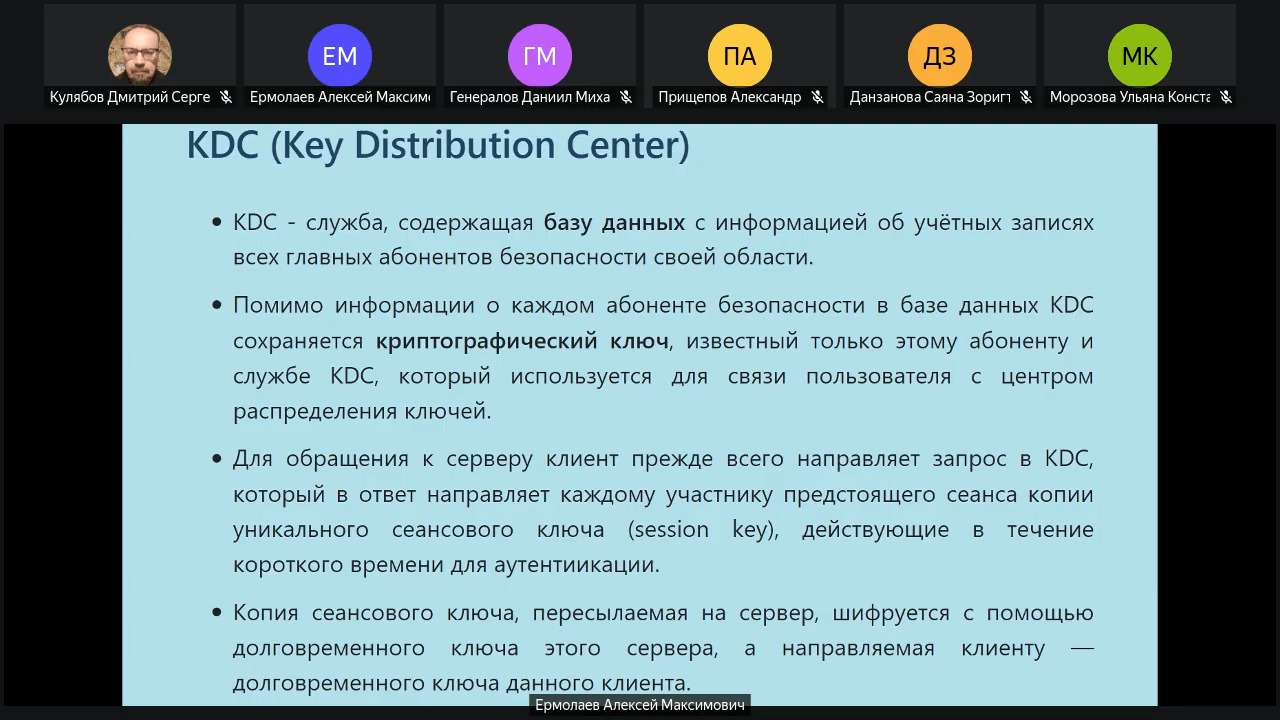 ЕМ
ГМ
ПА
ДЗ
МК
Кулябов Дмитрий Серге
Ермолаев Алексей Максим
Генералов Даниил Миха
Прищепов Александр
Данзанова Саяна Зориг
Морозова Ульяна Конста
KDC (Key Distribution Center)
• KDC - служба, содержащая базу данных с информацией об учётных записях
всех главных абонентов безопасности своей области.
• Помимо информации о каждом абоненте безопасности в базе данных KDC
сохраняется криптографический ключ, известный только этому абоненту и
службе KDC, который используется для связи пользователя с центром
распределения ключей.
• Для обращения к серверу клиент прежде всего направляет запрос в KDC,
который в ответ направляет каждому участнику предстоящего сеанса копии
уникального сеансового ключа (session key), действующие в течение
короткого времени для аутентиикации.
• Копия сеансового ключа, пересылаемая на сервер, шифруется с помощью
долговременного ключа этого сервера, а направляемая клиенту —
долговременного ключа данного клиента.
Ермолаев Алексей Максимович